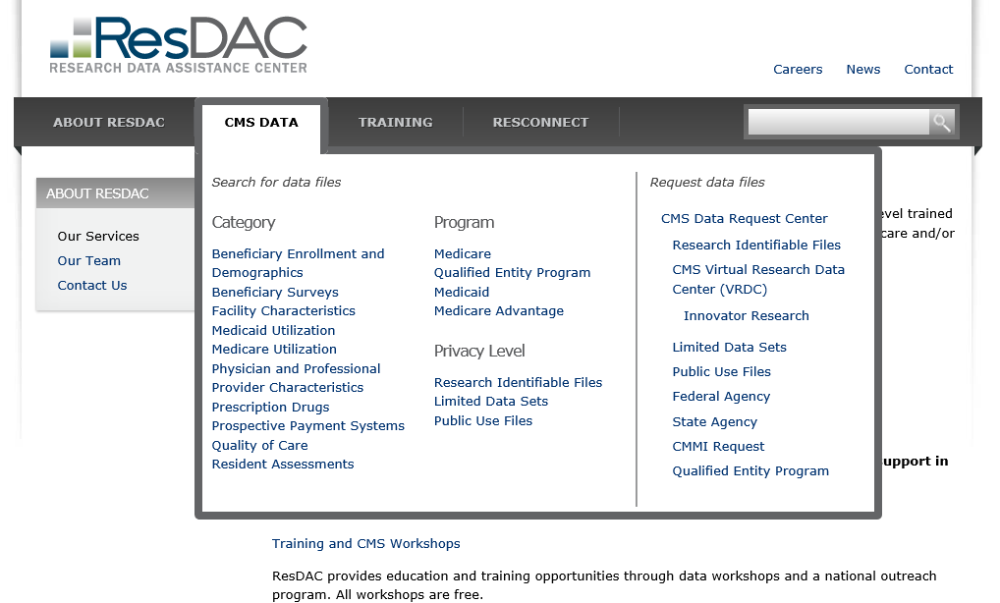 ResDAC
RESEARCH DATA ASSISTANCE CENTER
Careers News Contact
ABOUT RESDAC CMS DATA TRAINING RESCONNECT
ABOUT RESDAC
Our Services
Our Team
Contact Us
Search for data files
Category
Beneficiary Enrollment and
Demographics
Beneficiary Surveys
Facility Characteristics
Medicaid Utilization
Medicare Utilization
Physician and Professional
Provider Characteristics
Prescription Drugs
Prospective Payment Systems
Quality of Care
Resident Assessments
Program
Medicare
Qualified Entity Program
Medicaid
Medicare Advantage
Privacy Level
Research Identifiable Files
Limited Data Sets
Public Use Files
Request data files
CMS Data Request Center
Research Identifiable Files
CMS Virtual Research Data
Center (VRDC)
Innovator Research
Limited Data Sets
Public Use Files
Federal Agency
State Agency
CMMI Request
Qualified Entity Program
trained
care and/or
in
Training and CMS Workshops
ResDAC provides education and training opportunities through data workshops and a national outreach
program. All workshops are free.